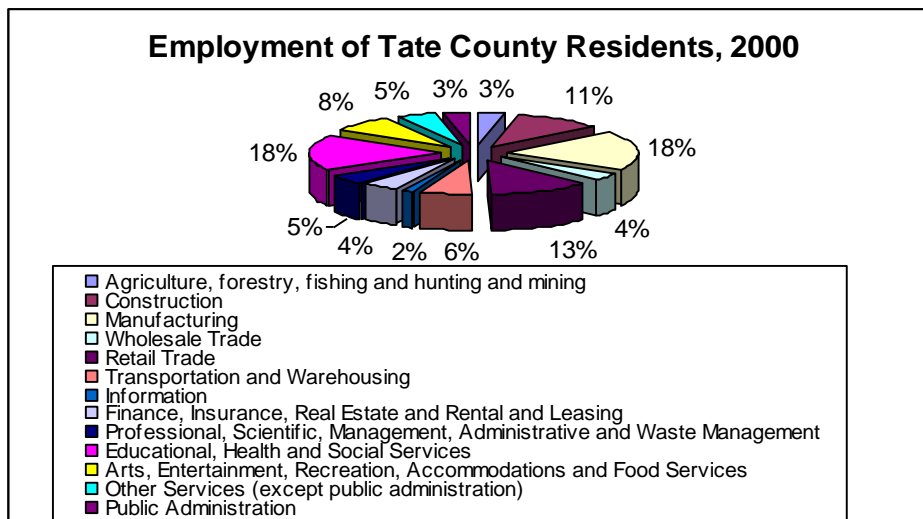 Employment of Tate County Residents, 2000
3% 3%
5% 11%
8%
18% 18%
5% 4%
4% 2% 6% 13%
Agriculture, forestry, fishing and hunting and mining
Construction
Manufacturing
Wholesale Trade
Retail Trade
Transportation and Warehousing
Information
Finance, Insurance, Real Estate and Rental and Leasing
Professional, Scientific, Management, Administrative and Waste Management
Educational, Health and Social Services
Arts, Entertainment, Recreation, Accommodations and Food Services
Other Services (except public administration)
Public Administration